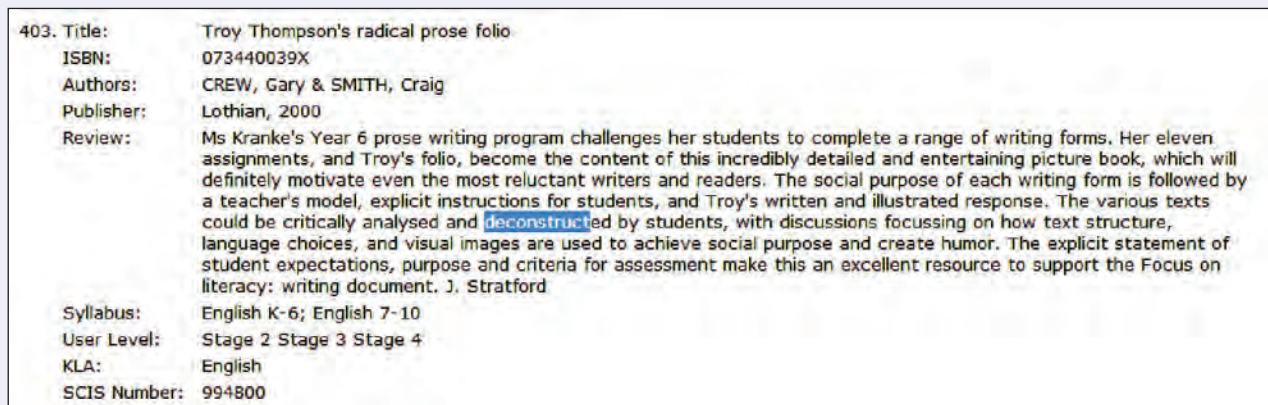 403. Title: Troy Thompson's radical prose folio
ISBN: 073440039X
Authors: CREW, Gary & SMITH, Craig
Publisher: Lothian, 2000
Review: Ms Kranke's Year 6 prose writing program challenges her students to complete a range of writing forms. Her eleven
assignments, and Troy's folio, become the content of this incredibly detailed and entertaining picture book, which will
definitely motivate even the most reluctant writers and readers. The social purpose of each writing form is followed by
a teacher's model, explicit instructions for students, and Troy's written and illustrated response. The various texts
could be critically analysed and deconstructed by students, with discussions focussing on how text structure,
language choices, and visual images are used to achieve social purpose and create humor. The explicit statement of
student expectations, purpose and criteria for assessment make this an excellent resource to support the Focus on
literacy: writing document. J. Stratford
Syllabus: English K-6; English 7-10
User Level: Stage 2 Stage 3 Stage 4
KLA: English
SCIS Number: 994800